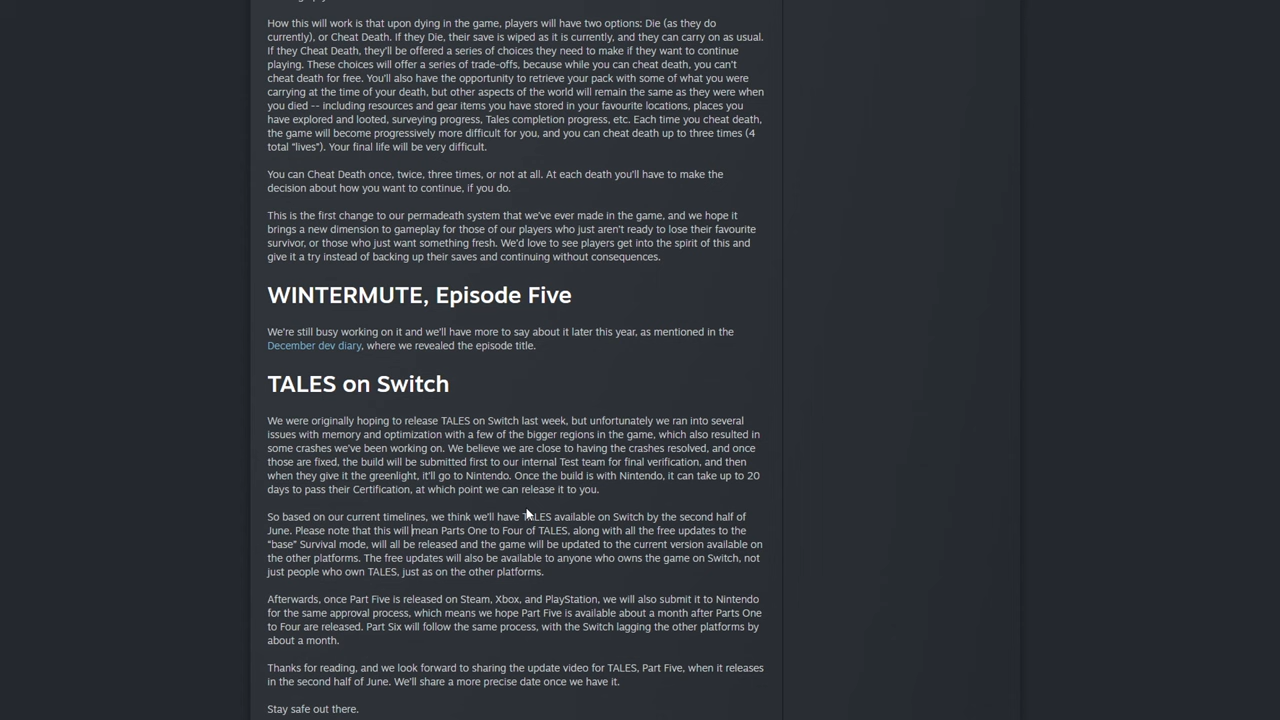 How this will work is that upon dying in the game, players will have two options: Die (as they do
currently), or Cheat Death. If they Die, their save is wiped as it is currently, and they can carry on as usual.
If they Cheat Death, they'll be offered a series of choices they need to make if they want to continue
playing. These choices will offer a series of trade-offs, because while you can cheat death, you can't
cheat death for free. You'll also have the opportunity to retrieve your pack with some of what you were
carrying at the time of your death, but other aspects of the world will remain the same as they were when
you died -- including resources and gear items you have stored in your favourite locations, places you
have explored and looted, surveying progress, Tales completion progress, etc. Each time you cheat death,
the game will become progressively more difficult for you, and you can cheat death up to three times (4
total "lives"). Your final life will be very difficult.
You can Cheat Death once, twice, three times, or not at all. At each death you'll have to make the
decision about how you want to continue, if you do.
This is the first change to our permadeath system that we've ever made in the game, and we hope it
brings a new dimension to gameplay for those of our players who just aren't ready to lose their favourite
survivor, or those who just want something fresh. We'd love to see players get into the spirit of this and
give it a try instead of backing up their saves and continuing without consequences.
WINTERMUTE, Episode Five
We're still busy working on it and we'll have more to say about it later this year, as mentioned in the
December dev diary, where we revealed the episode title.
TALES on Switch
We were originally hoping to release TALES on Switch last week, but unfortunately we ran into several
issues with memory and optimization with a few of the bigger regions in the game, which also resulted in
some crashes we've been working on. We believe we are close to having the crashes resolved, and once
those are fixed, the build will be submitted first to our internal Test team for final verification, and then
when they give it the greenlight, it'll go to Nintendo. Once the build is with Nintendo, it can take up to 20
days to pass their Certification, at which point we can release it to you.
So based on our current timelines, we think we'll have TALES available on Switch by the second half of
June. Please note that this will mean Parts One to Four of TALES, along with all the free updates to the
"base" Survival mode, will all be released and the game will be updated to the current version available on
the other platforms. The free updates will also be available to anyone who owns the game on Switch, not
just people who own TALES, just as on the other platforms.
Afterwards, once Part Five is released on Steam, Xbox, and PlayStation, we will also submit it to Nintendo
for the same approval process, which means we hope Part Five is available about a month after Parts One
to Four are released. Part Six will follow the same process, with the Switch lagging the other platforms by
about a month.
Thanks for reading, and we look forward to sharing the update video for TALES, Part Five, when it releases
in the second half of June. We'll share a more precise date once we have it.
Stay safe out there.